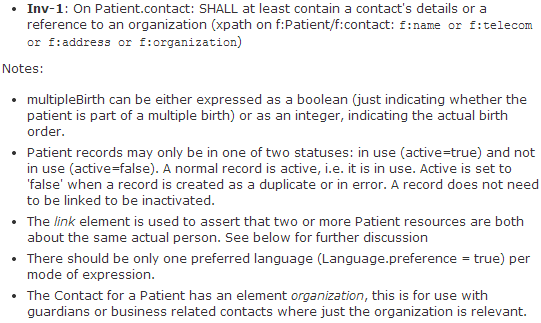 • Inv-1: On Patient.contact: SHALL at least contain a contact's details or a
reference to an organization (xpath on f:Patient/f:contact: f:name or f:telecom
or f:address or f:organization)
Notes:
• multipleBirth can be either expressed as a boolean (just indicating whether the
patient is part of a multiple birth) or as an integer, indicating the actual birth
order.
• Patient records may only be in one of two statuses: in use (active=true) and not
in use (active=false). A normal record is active, i.e. it is in use. Active is set to
'false' when a record is created as a duplicate or in error. A record does not need
to be linked to be inactivated.
• The link element is used to assert that two or more Patient resources are both
about the same actual person. See below for further discussion
• There should be only one preferred language (Language.preference = true) per
mode of expression.
• The Contact for a Patient has an element organization, this is for use with
guardians or business related contacts where just the organization is relevant.